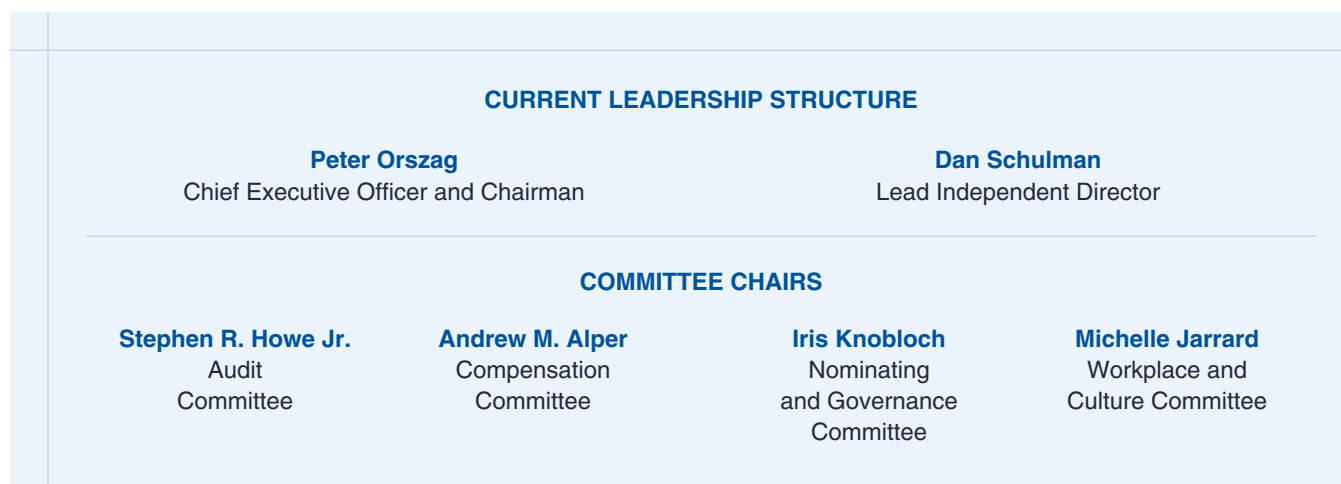 CURRENT LEADERSHIP STRUCTURE
Peter Orszag
Chief Executive Officer and Chairman
Dan Schulman
Lead Independent Director
COMMITTEE CHAIRS
Stephen R. Howe Jr.
Audit
Committee
Andrew M. Alper
Compensation
Committee
Iris Knobloch
Nominating
and Governance
Committee
Michelle Jarrard
Workplace and
Culture Committee